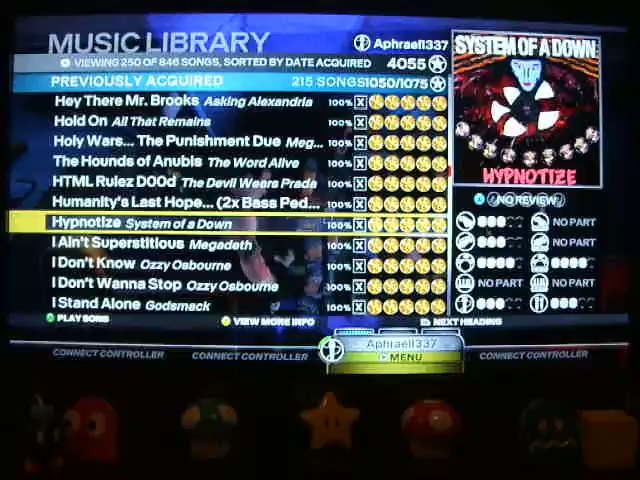 MUSIC LIBRARY
Aphrael1337
VIEWING 250 OF 846 SONGS, SORTED BY DATE ACQUIRED 4055
PREVIOUSLY ACQUIRED 215 SONGS 1050/1075
Hey There Mr. Brooks Asking Alexandria 100% X
Hold On All That Remains 100% X
Holy Wars... The Punishment Due Meg... 100% X
The Hounds of Anubis The Word Alive 100% X
HTML Rulez D00d The Devil Wears Prada 100% X
Humanity's Last Hope... (2x Bass Ped... 100% X
Hypnotize System of a Down 100% X
I Ain't Superstitious Megadeth 100% X
I Don't Know Ozzy Osbourne 100% X
I Don't Wanna Stop Ozzy Osbourne 100% X
I Stand Alone Godsmack 100% X
SYSTEM OF A DOWN
HYPNOTIZE
NO REVIEW
NO PART
NO PART
NO PART NO PART
PLAY SONG VIEW MORE INFO NEXT HEADING
CONNECT CONTROLLER CONNECT CONTROLLER Aphrael1337 CONNECT CONTROLLER
MENU